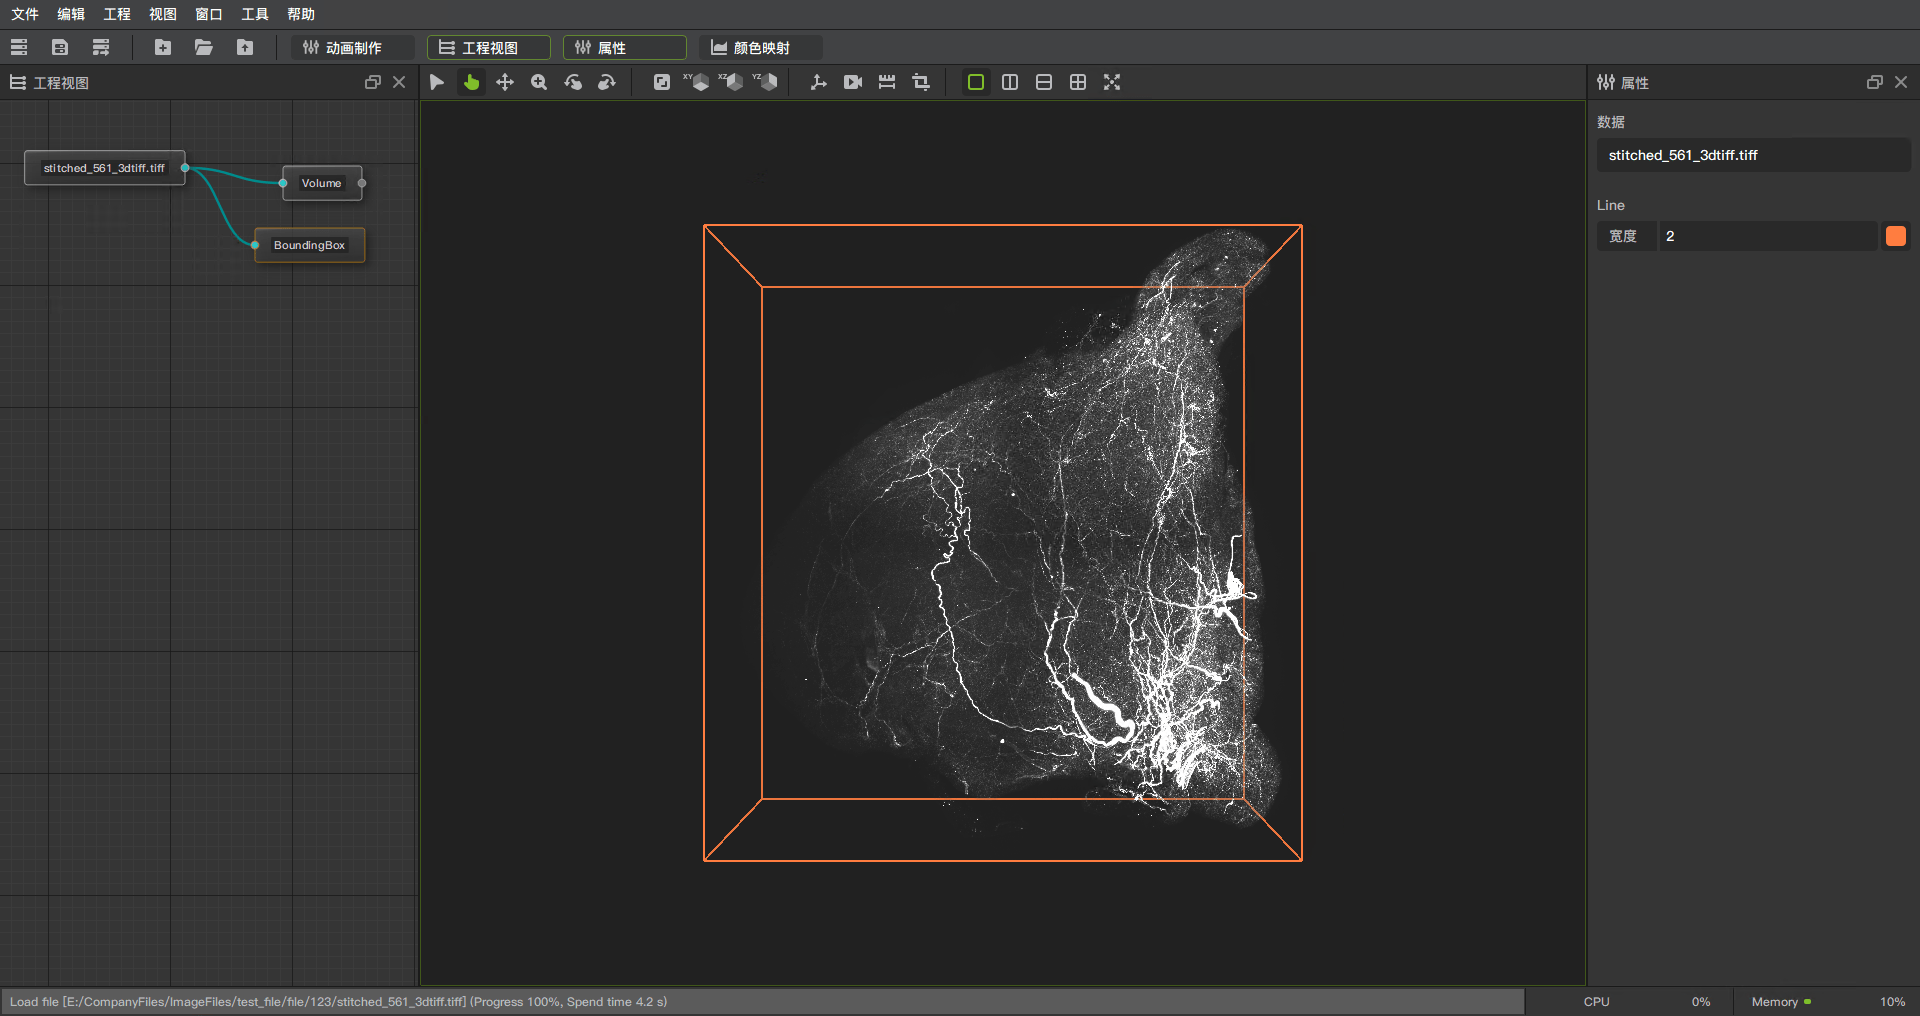 文件 编辑 工程 视图 窗口 工具 帮助
动画制作 工程视图 属性 颜色映射
工程视图
XY XZ YZ
属性
数据
stitched_561_3dtiff.tiff
Line
宽度 2
stitched_561_3dtiff.tiff
Volume
BoundingBox
Load file [E:/CompanyFiles/ImageFiles/test_file/file/123/stitched_561_3dtiff.tiff] (Progress 100%, Spend time 4.2 s)
CPU 0% Memory 10%